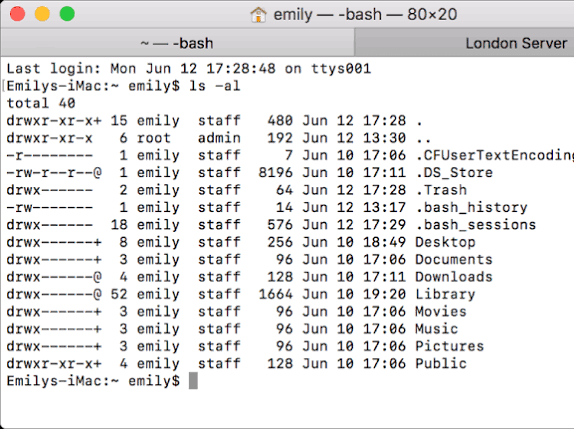 emily — -bash — 80×20
~ — -bash
London Server
Last login: Mon Jun 12 17:28:48 on ttys001
[Emilys-iMac:~ emily$ ls -al
total 40
drwxr-xr-x+ 15 emily  staff   480 Jun 12 17:28 .
drwxr-xr-x   6 root   admin   192 Jun 12 13:30 ..
-r--------   1 emily  staff     7 Jun 10 17:06 .CFUserTextEncoding
-rw-r--r--@  1 emily  staff  8196 Jun 10 17:11 .DS_Store
drwx------   2 emily  staff    64 Jun 12 17:28 .Trash
-rw-------   1 emily  staff    14 Jun 12 13:17 .bash_history
drwx------  18 emily  staff   576 Jun 12 17:29 .bash_sessions
drwx------+  8 emily  staff   256 Jun 10 18:49 Desktop
drwx------+  3 emily  staff    96 Jun 10 17:06 Documents
drwx------@  4 emily  staff   128 Jun 10 17:11 Downloads
drwx------@ 52 emily  staff  1664 Jun 10 19:20 Library
drwx------+  3 emily  staff    96 Jun 10 17:06 Movies
drwx------+  3 emily  staff    96 Jun 10 17:06 Music
drwx------+  3 emily  staff    96 Jun 10 17:06 Pictures
drwxr-xr-x+  4 emily  staff   128 Jun 10 17:06 Public
Emilys-iMac:~ emily$